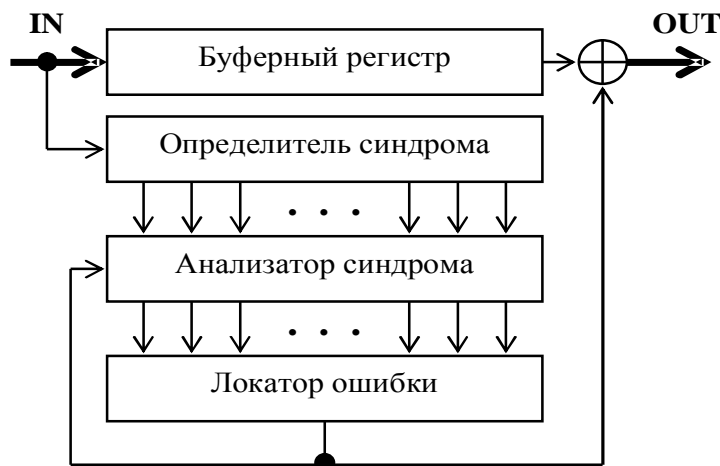 IN
OUT
Буферный регистр
Определитель синдрома
. . .
Анализатор синдрома
. . .
Локатор ошибки